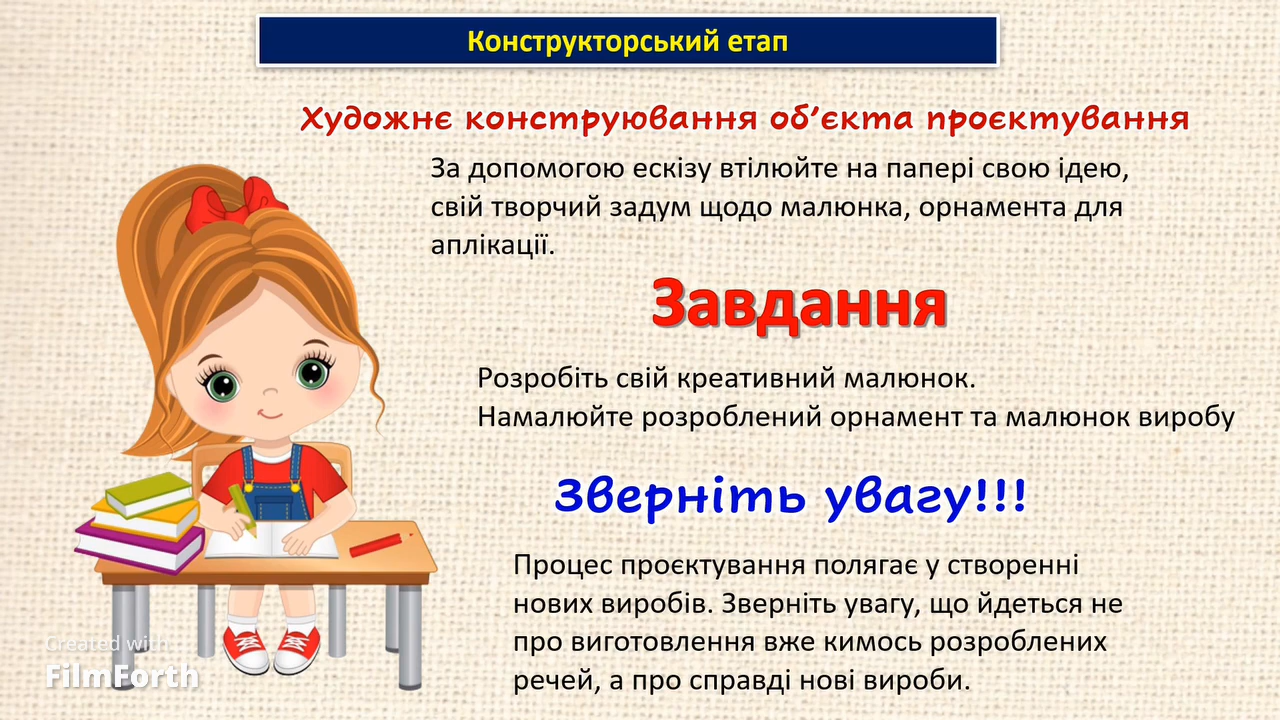 Конструкторський етап
Художнє конструювання об’єкта проєктування
За допомогою ескізу втілюйте на папері свою ідею,
свій творчий задум щодо малюнка, орнамента для
аплікації.
Завдання
Розробіть свій креативний малюнок.
Намалюйте розроблений орнамент та малюнок виробу
Зверніть увагу!!!
Процес проєктування полягає у створенні
нових виробів. Зверніть увагу, що йдеться не
про виготовлення вже кимось розроблених
речей, а про справді нові вироби.
Created with
FilmForth